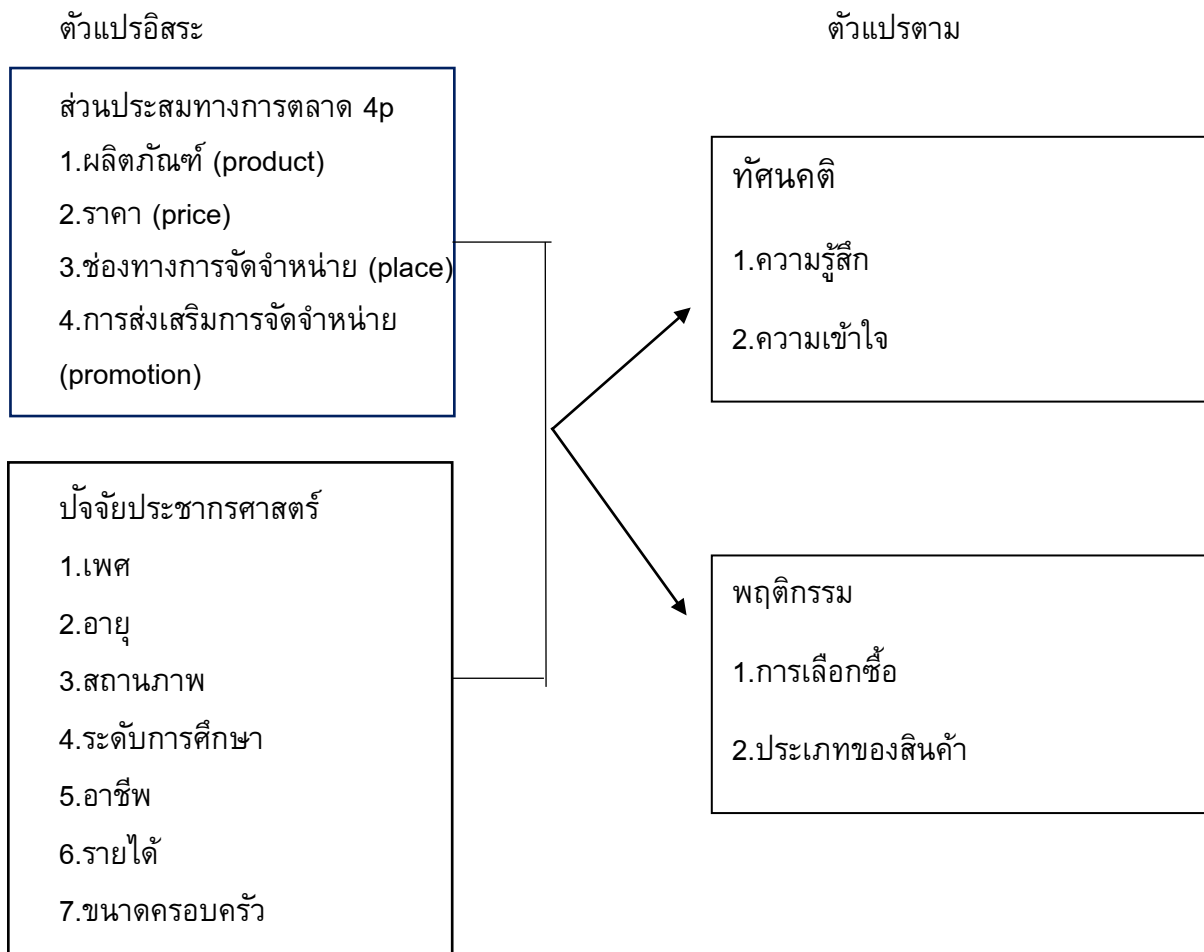 ตัวแปรอิสระ
ตัวแปรตาม
ส่วนประสมทางการตลาด 4p
1.ผลิตภัณฑ์ (product)
2.ราคา (price)
3.ช่องทางการจัดจำหน่าย (place)
4.การส่งเสริมการจัดจำหน่าย
(promotion)
ปัจจัยประชากรศาสตร์
1.เพศ
2.อายุ
3.สถานภาพ
4.ระดับการศึกษา
5.อาชีพ
6.รายได้
7.ขนาดครอบครัว
ทัศนคติ
1.ความรู้สึก
2.ความเข้าใจ
พฤติกรรม
1.การเลือกซื้อ
2.ประเภทของสินค้า